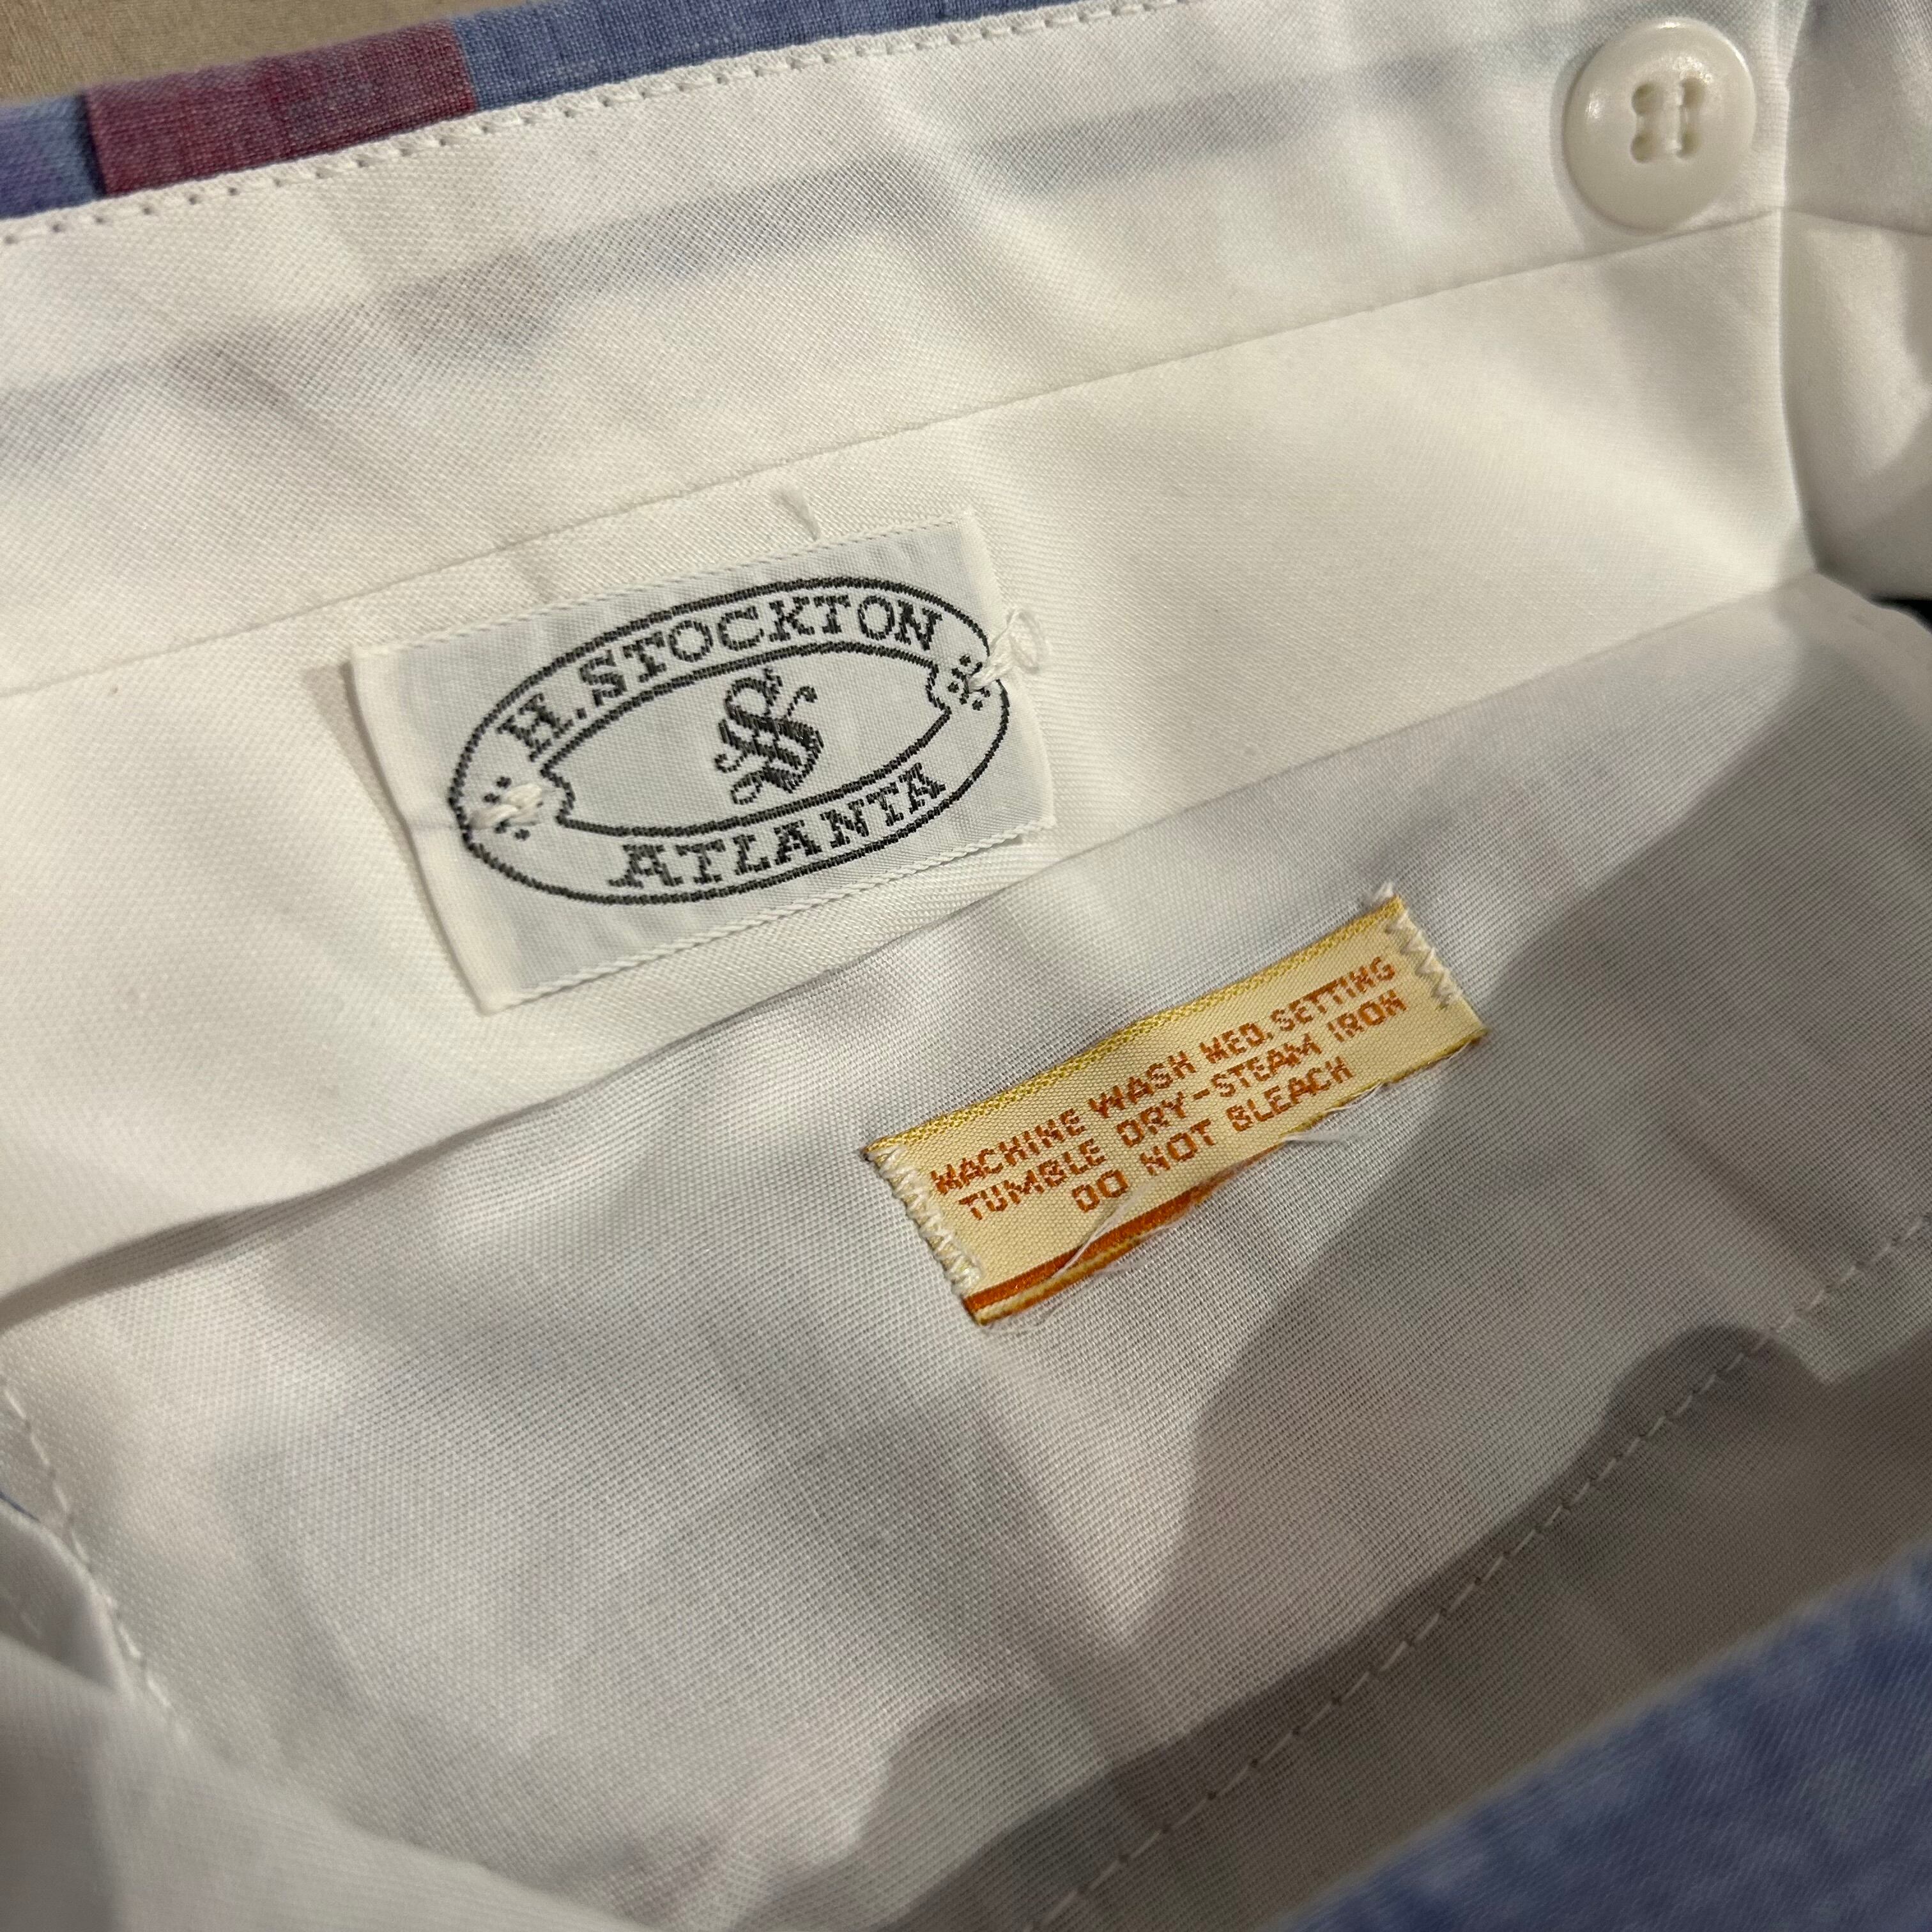 H. STOCKTON
S
ATLANTA
MACHINE WASH MED. SETTING
TUMBLE DRY-STEAM IRON
DO NOT BLEACH